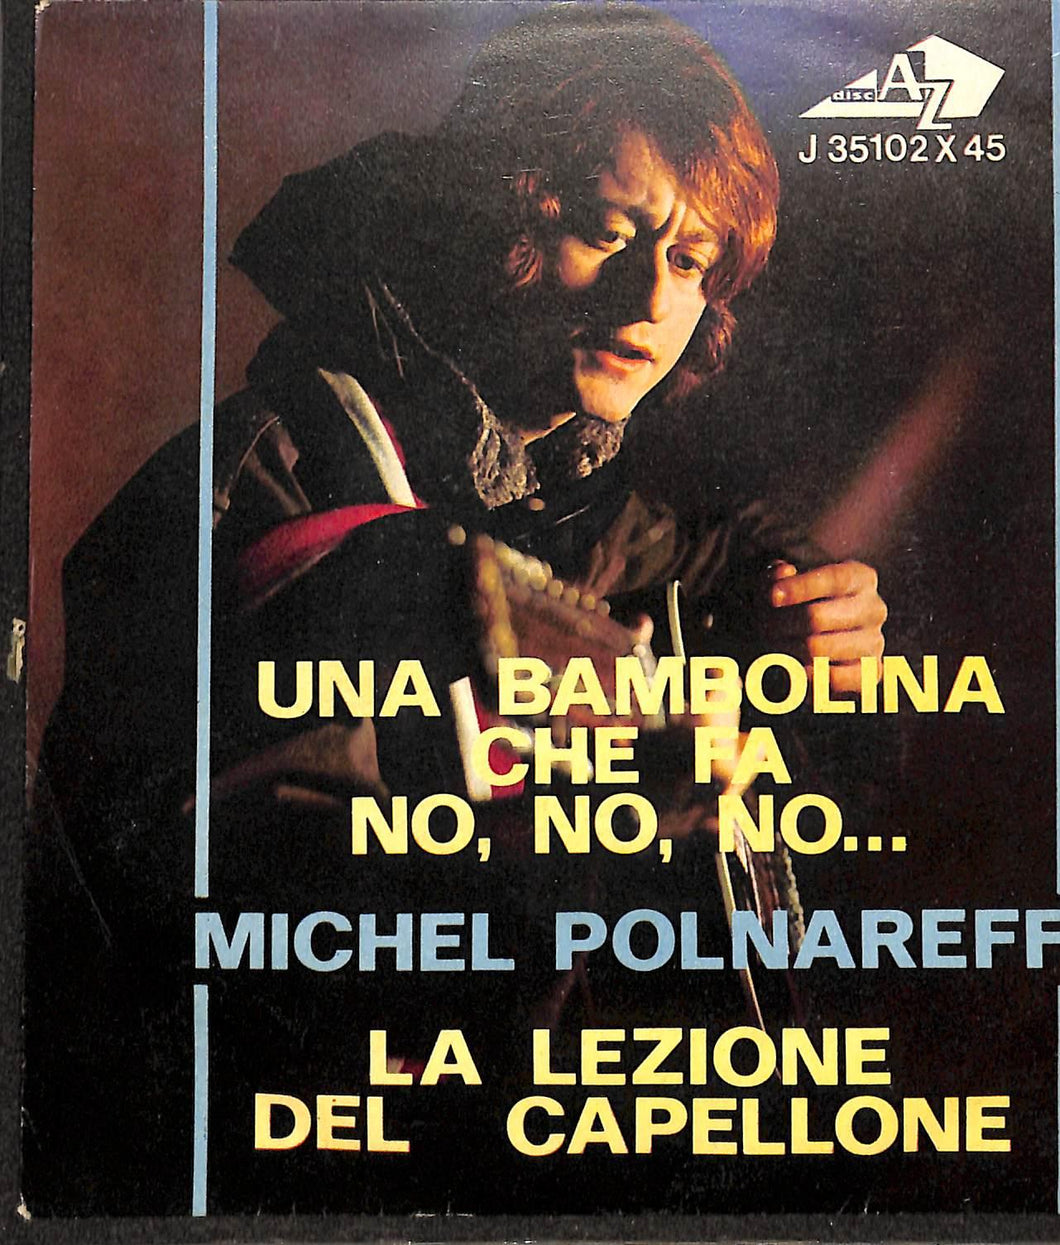 disc AZ
J 35102 X 45
UNA BAMBOLINA
CHE FA
NO, NO, NO...
MICHEL POLNAREFF
LA LEZIONE
DEL CAPELLONE